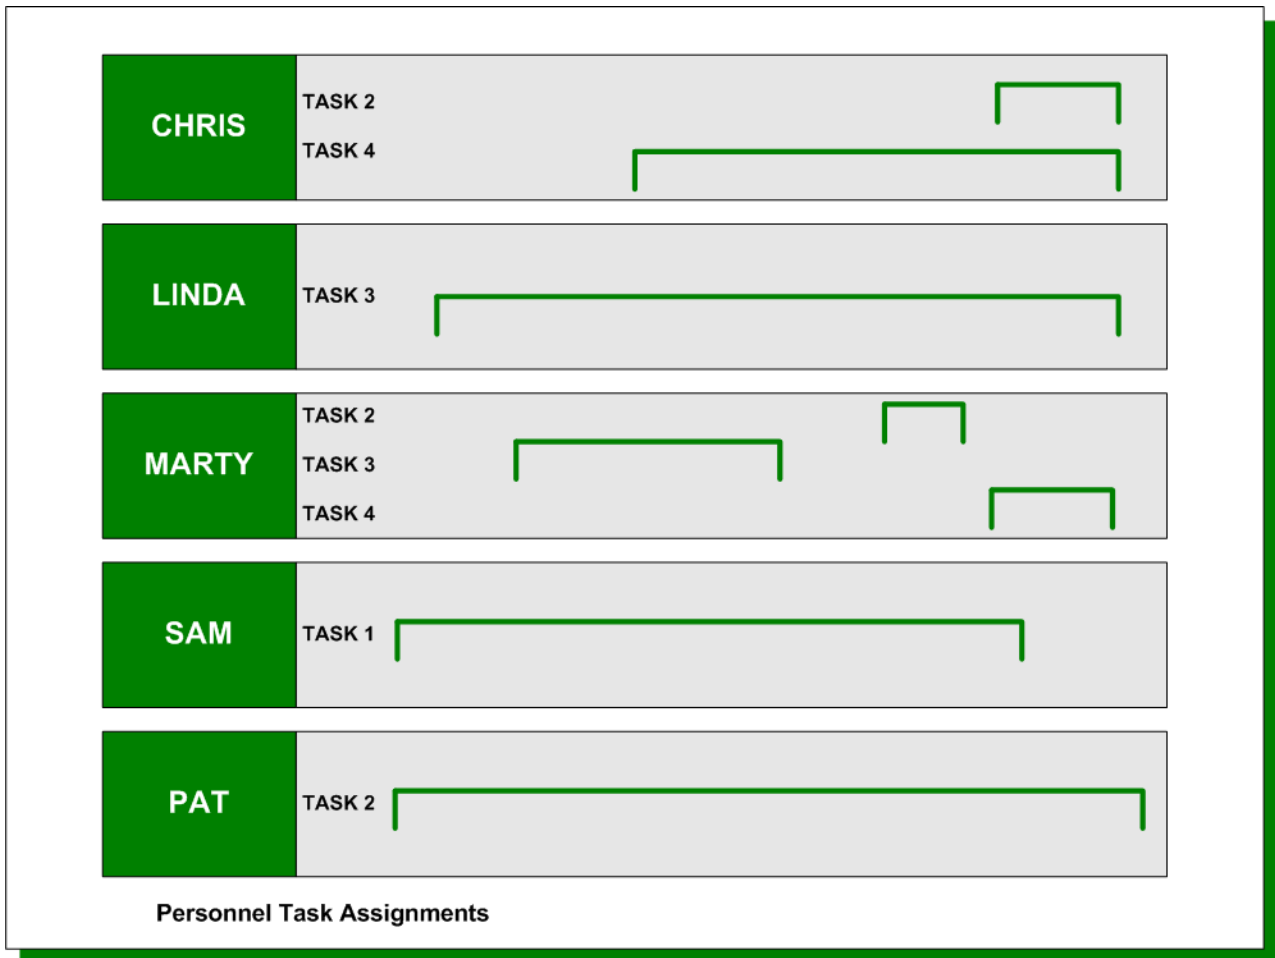 CHRIS
TASK 2
TASK 4
LINDA
TASK 3
MARTY
TASK 2
TASK 3
TASK 4
SAM
TASK 1
PAT
TASK 2
Personnel Task Assignments